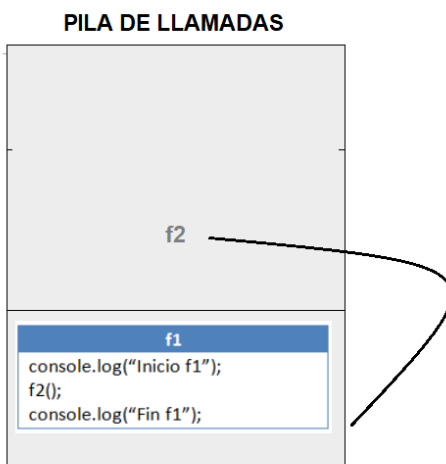 PILA DE LLAMADAS
f2
f1
console.log(“Inicio f1”);
f2();
console.log(“Fin f1”);